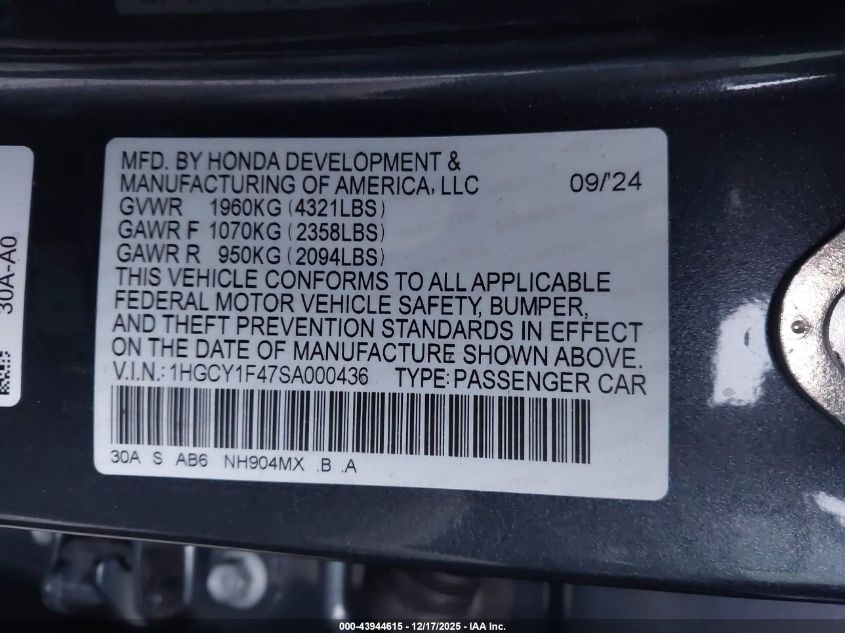 MFD. BY HONDA DEVELOPMENT &
MANUFACTURING OF AMERICA, LLC 09/'24
GVWR 1960KG (4321LBS)
GAWR F 1070KG (2358LBS)
GAWR R 950KG (2094LBS)
THIS VEHICLE CONFORMS TO ALL APPLICABLE
FEDERAL MOTOR VEHICLE SAFETY, BUMPER,
AND THEFT PREVENTION STANDARDS IN EFFECT
ON THE DATE OF MANUFACTURE SHOWN ABOVE.
V.I.N.: 1HGCY1F47SA000436 TYPE: PASSENGER CAR
30A S AB6 NH904MX .B .A
30A-A0
000-43944615 - 12/17/2025 - IAA Inc.